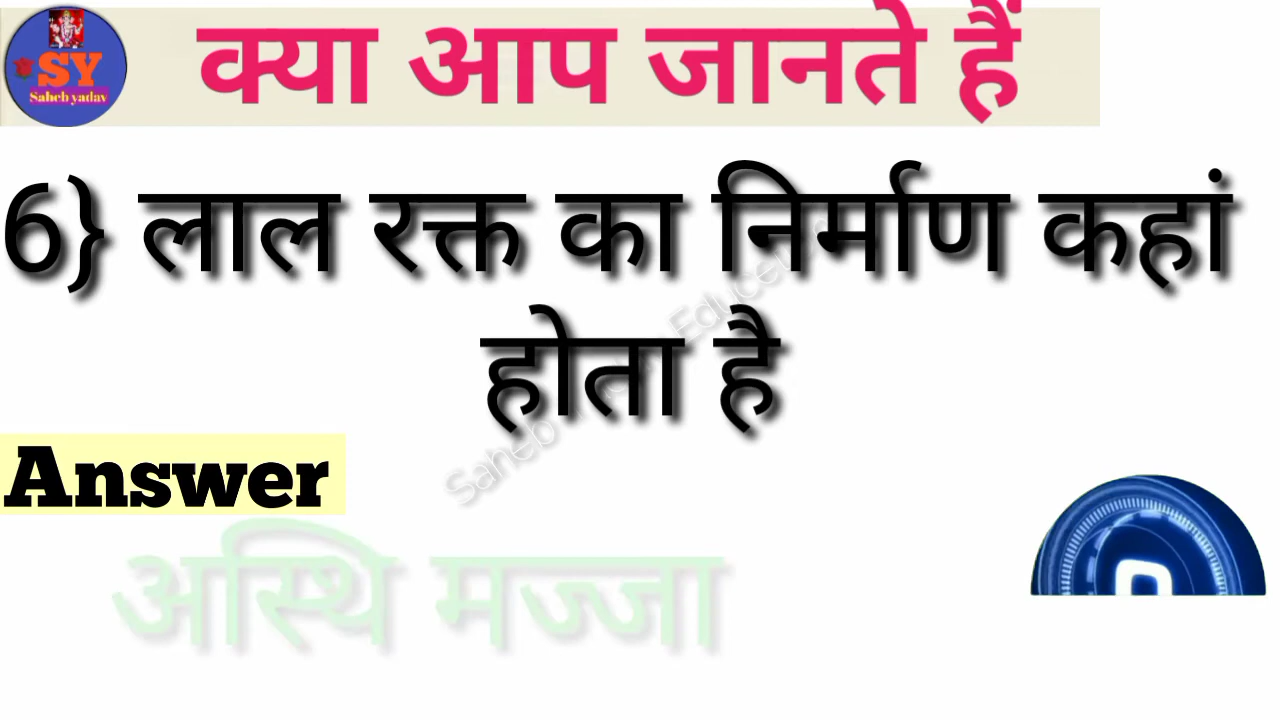 क्या आप जानते हैं
SY
Saheb yadav
6} लाल रक्त का निर्माण कहां
होता है
Answer
अस्थि मज्जा